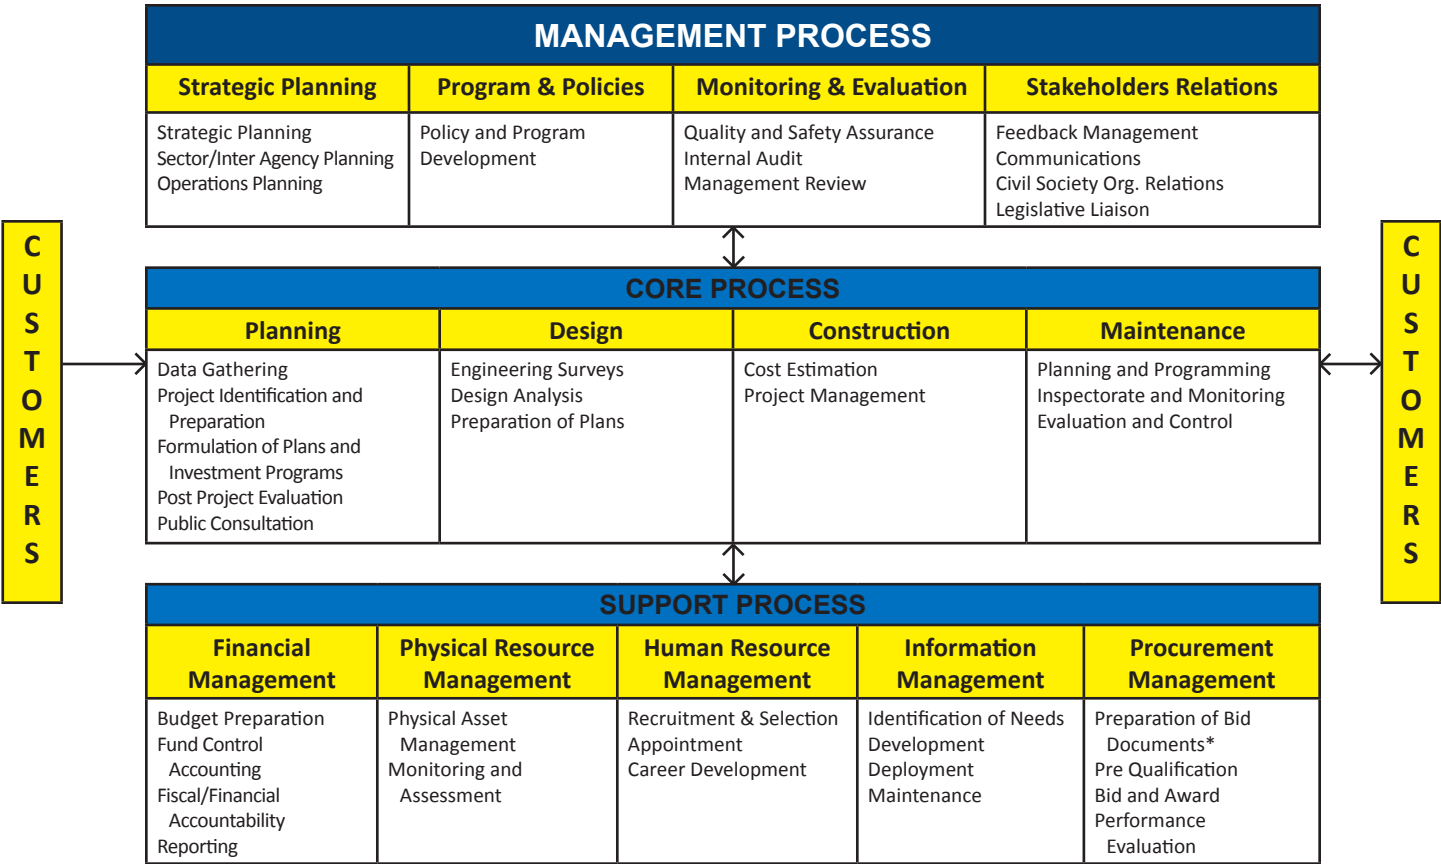 MANAGEMENT PROCESS
Strategic Planning
Program & Policies
Monitoring & Evaluation
Stakeholders Relations
Strategic Planning
Sector/Inter Agency Planning
Operations Planning
Policy and Program
Development
Quality and Safety Assurance
Internal Audit
Management Review
Feedback Management
Communications
Civil Society Org. Relations
Legislative Liaison
CUSTOMERS
CORE PROCESS
Planning
Design
Construction
Maintenance
Data Gathering
Project Identification and
Preparation
Formulation of Plans and
Investment Programs
Post Project Evaluation
Public Consultation
Engineering Surveys
Design Analysis
Preparation of Plans
Cost Estimation
Project Management
Planning and Programming
Inspectorate and Monitoring
Evaluation and Control
CUSTOMERS
SUPPORT PROCESS
Financial
Management
Physical Resource
Management
Human Resource
Management
Information
Management
Procurement
Management
Budget Preparation
Fund Control
Accounting
Fiscal/Financial
Accountability
Reporting
Physical Asset
Management
Monitoring and
Assessment
Recruitment & Selection
Appointment
Career Development
Identification of Needs
Development
Deployment
Maintenance
Preparation of Bid
Documents*
Pre Qualification
Bid and Award
Performance
Evaluation